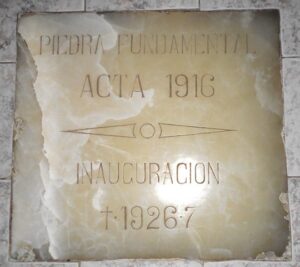 PIEDRA FUNDAMENTAL
ACTA 1916
INAUGURACION
†·1926·7